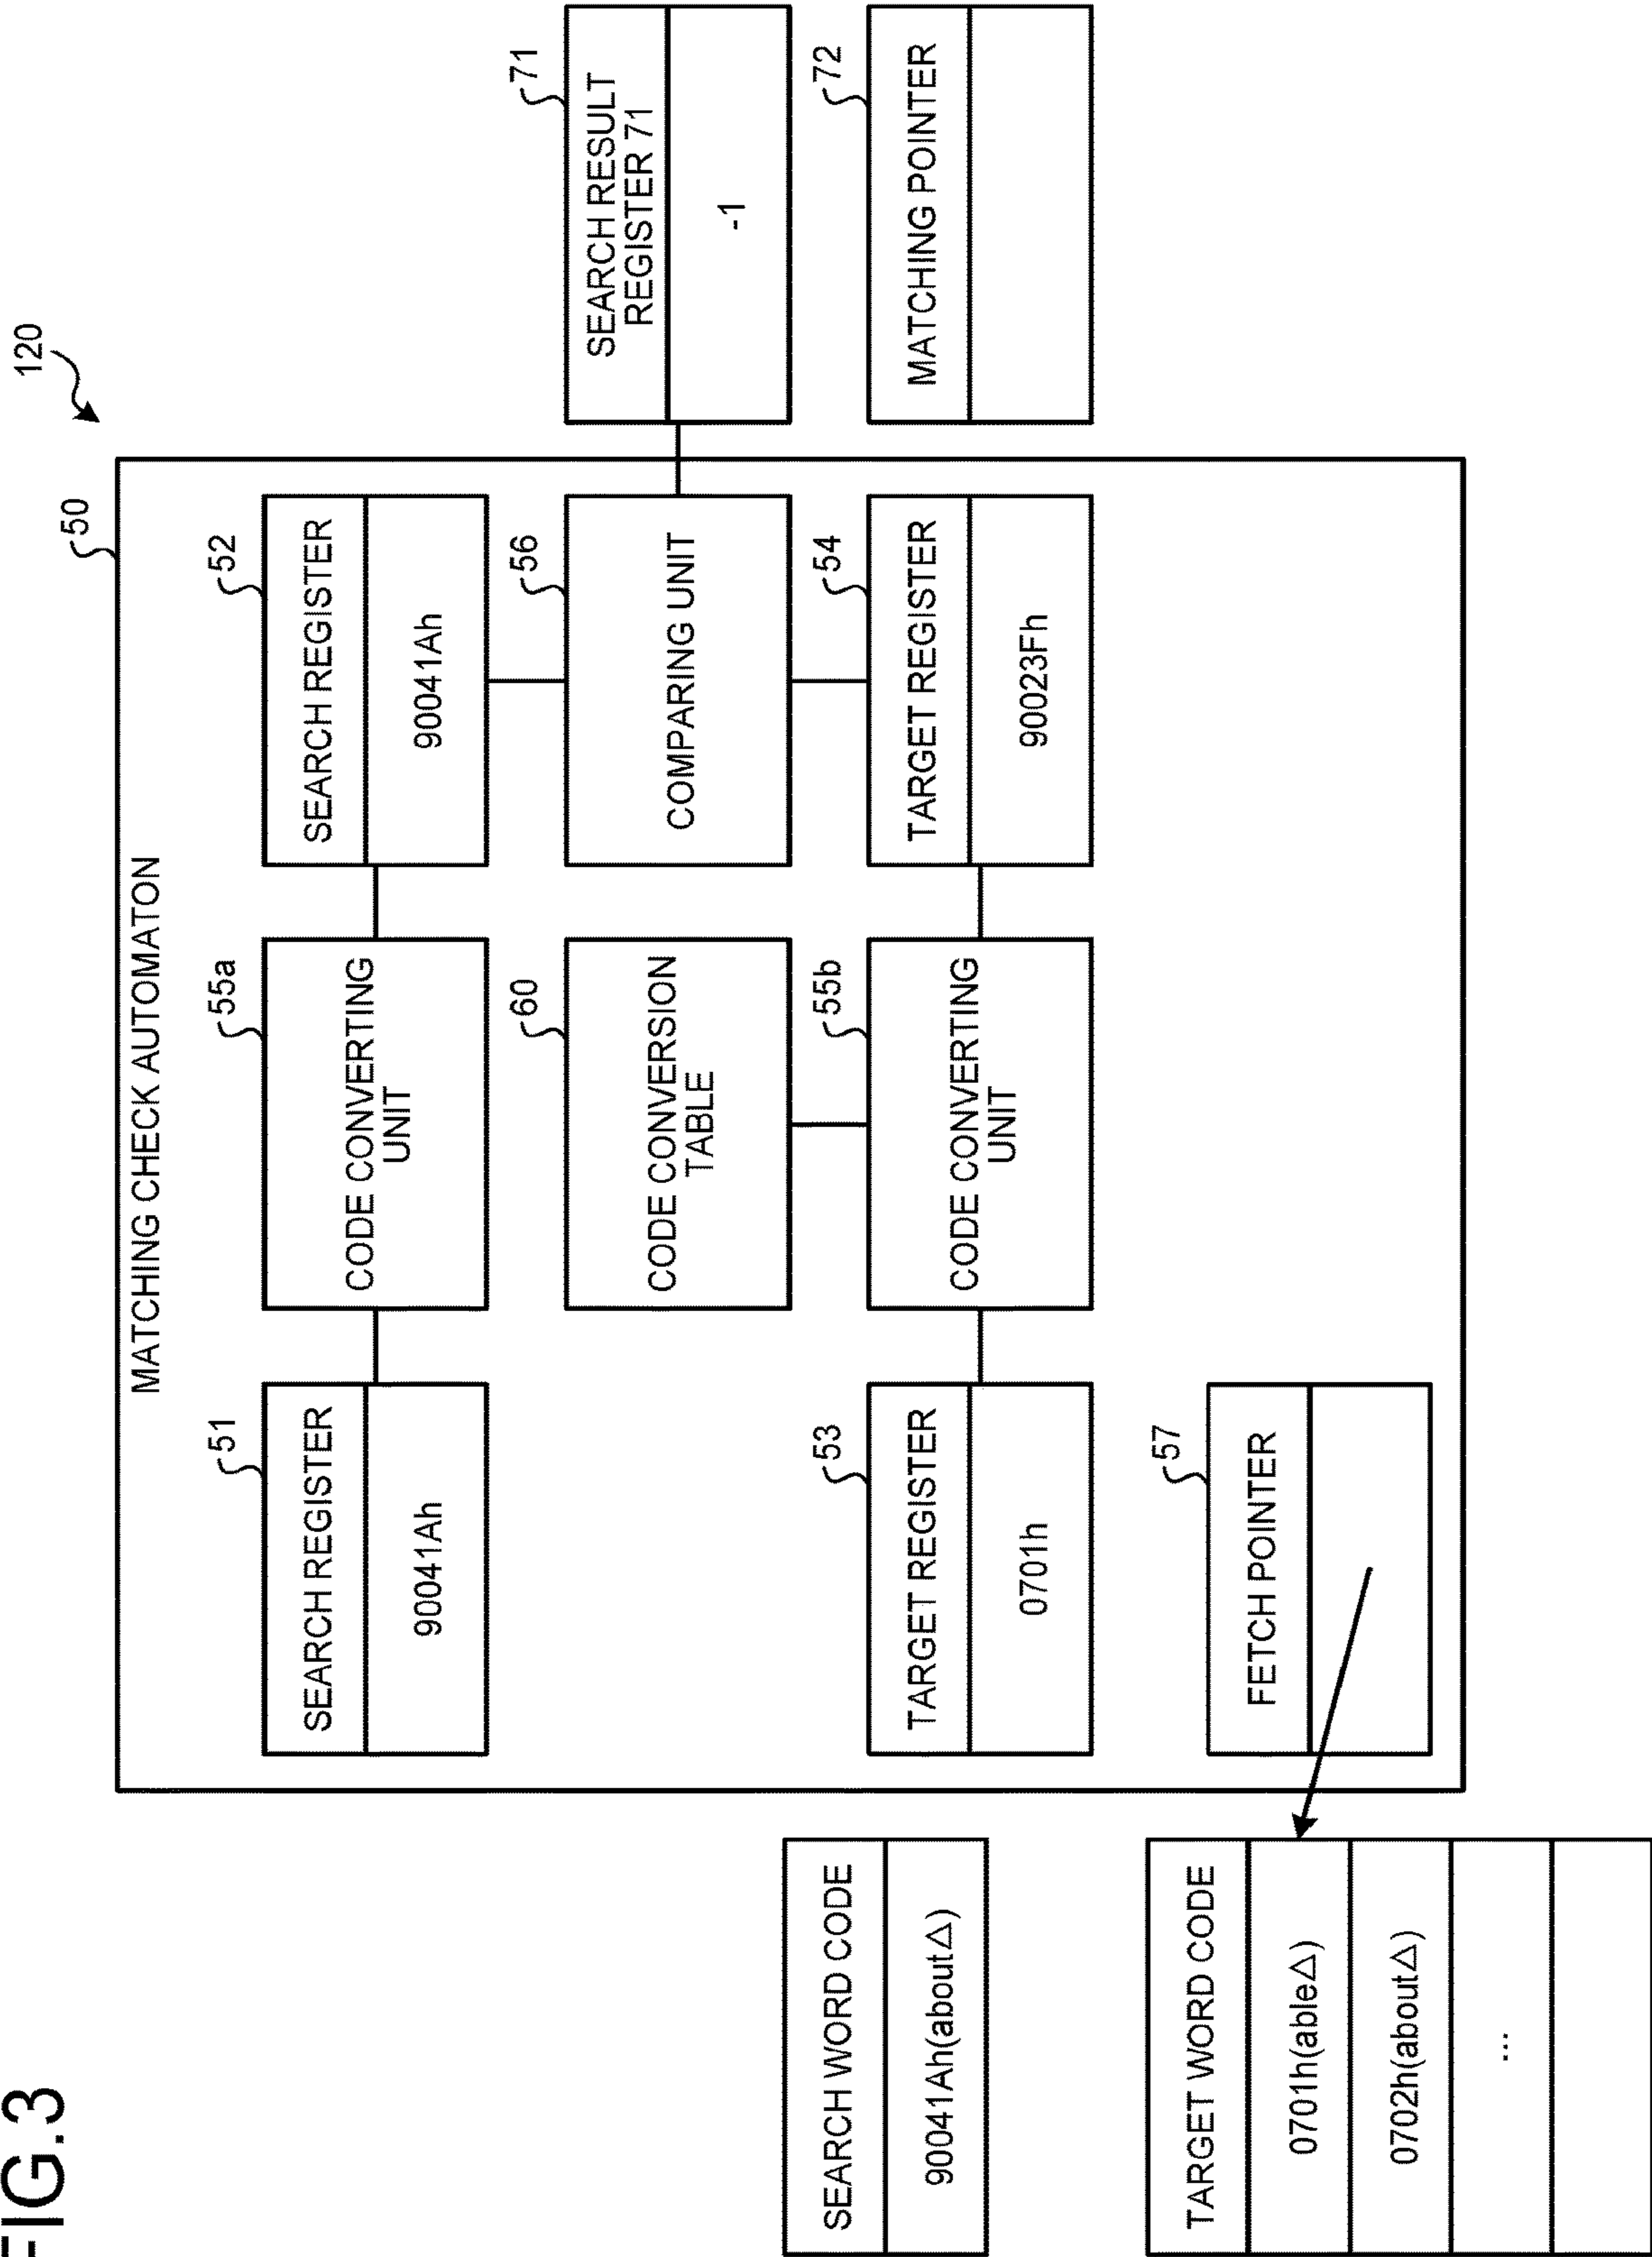 FIG.3
120
50
MATCHING CHECK AUTOMATON
51
SEARCH REGISTER
90041Ah
55a
CODE CONVERTING
UNIT
52
SEARCH REGISTER
90041Ah
71
SEARCH RESULT
REGISTER 71
-1
60
CODE CONVERSION
TABLE
56
COMPARING UNIT
72
MATCHING POINTER
SEARCH WORD CODE
90041Ah(about△)
53
TARGET REGISTER
0701h
55b
CODE CONVERTING
UNIT
54
TARGET REGISTER
90023Fh
57
FETCH POINTER
TARGET WORD CODE
0701h(able△)
0702h(about△)
...